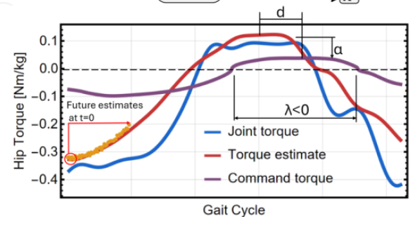 d
0.1
α
0.0
−0.1
Future estimates
at t=0
−0.2
λ<0
Joint torque
−0.3
Torque estimate
−0.4
Command torque
Hip Torque [Nm/kg]
Gait Cycle